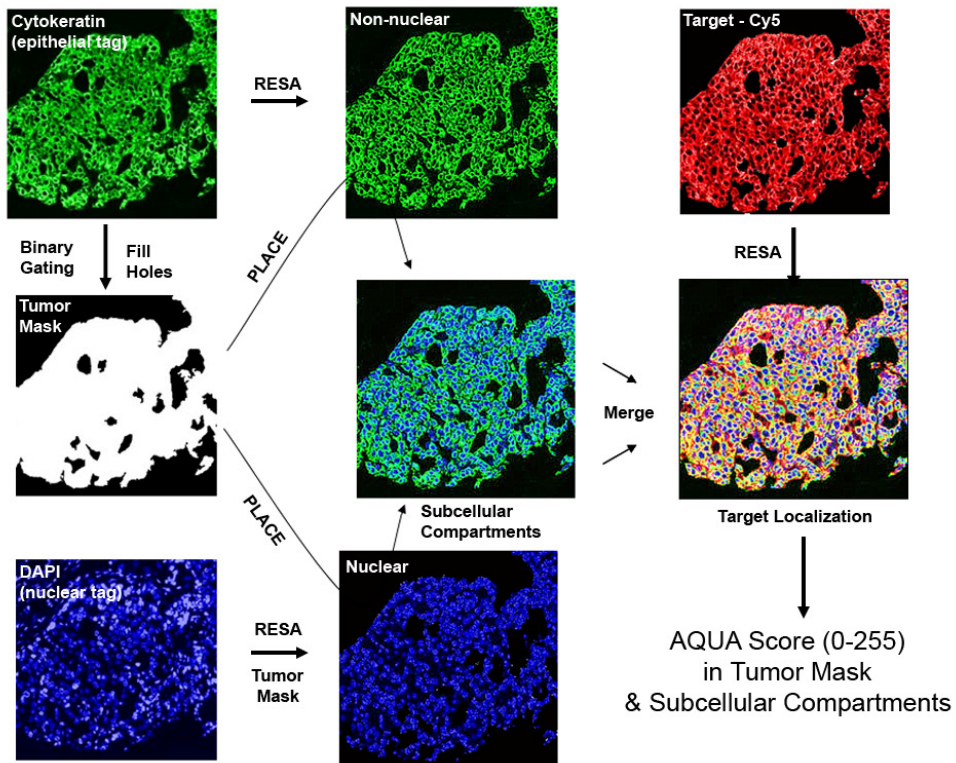 Cytokeratin
(epithelial tag)
RESA
Non-nuclear
Target - Cy5
Binary
Gating
Fill
Holes
PLACE
RESA
Tumor
Mask
Merge
PLACE
Subcellular
Compartments
Target Localization
DAPI
(nuclear tag)
RESA
Tumor
Mask
Nuclear
AQUA Score (0-255)
in Tumor Mask
& Subcellular Compartments